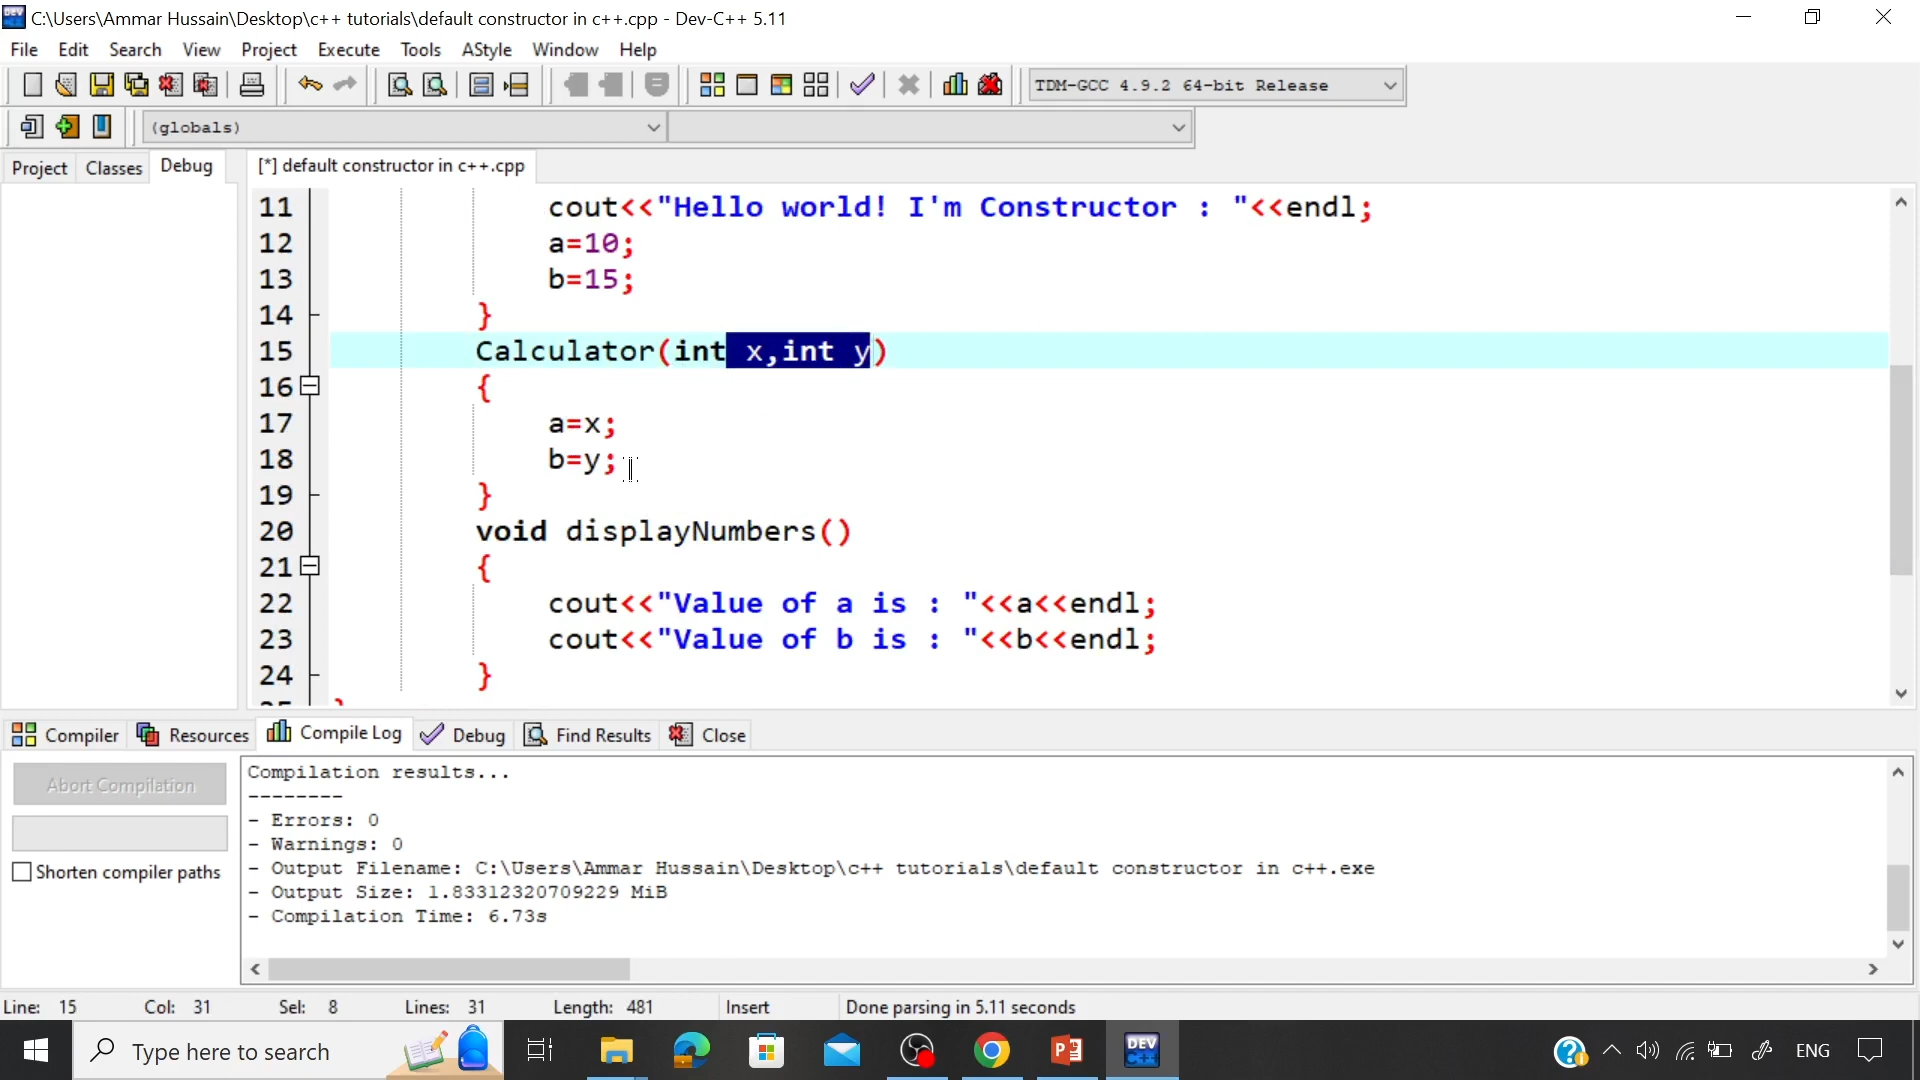 C:\Users\Ammar Hussain\Desktop\c++ tutorials\default constructor in c++.cpp - Dev-C++ 5.11
File Edit Search View Project Execute Tools AStyle Window Help
TDM-GCC 4.9.2 64-bit Release
(globals)
Project Classes Debug [*] default constructor in c++.cpp
11 cout<<"Hello world! I'm Constructor : "<<endl;
12 a=10;
13 b=15;
14 }
15 Calculator(int x,int y)
16 {
17 a=x;
18 b=y;
19 }
20 void displayNumbers()
21 {
22 cout<<"Value of a is : "<<a<<endl;
23 cout<<"Value of b is : "<<b<<endl;
24 }
Compiler Resources Compile Log Debug Find Results Close
Abort Compilation
Shorten compiler paths
Compilation results...
--------
- Errors: 0
- Warnings: 0
- Output Filename: C:\Users\Ammar Hussain\Desktop\c++ tutorials\default constructor in c++.exe
- Output Size: 1.83312320709229 MiB
- Compilation Time: 6.73s
Line: 15 Col: 31 Sel: 8 Lines: 31 Length: 481 Insert Done parsing in 5.11 seconds
Type here to search
DEV C++
ENG